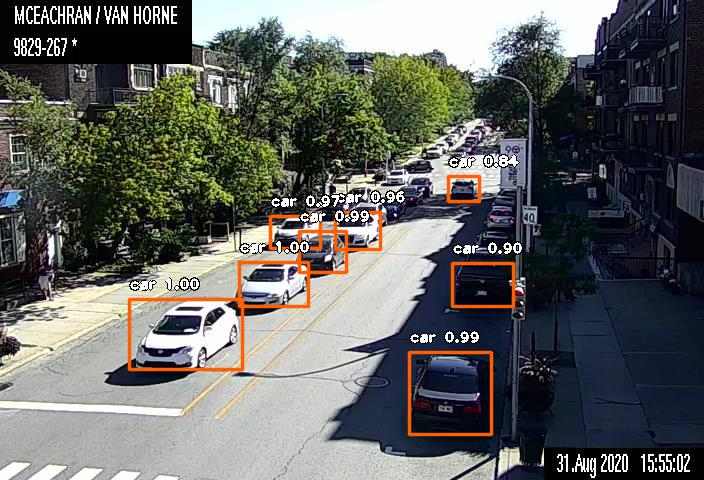 MCEACHRAN / VAN HORNE
9829-267 *
car 0.84
car 0.97
car 0.96
car 0.99
car 1.00
car 0.90
car 1.00
car 0.99
90
40
31.Aug 2020 15:55:02